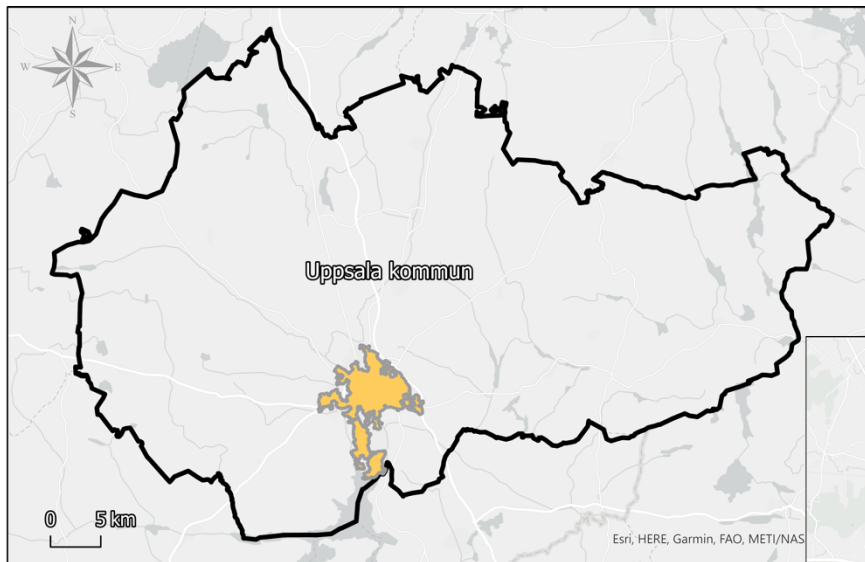 N
W E
S
Uppsala kommun
0 5 km
Esri, HERE, Garmin, FAO, METI/NAS